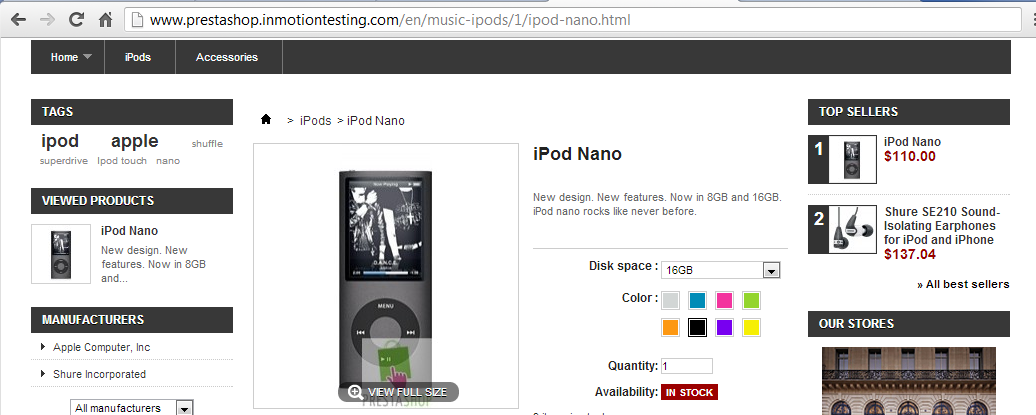 www.prestashop.inmotiontesting.com/en/music-ipods/1/ipod-nano.html
Home iPods Accessories
TAGS
ipod apple shuffle
superdrive Ipod touch nano
VIEWED PRODUCTS
iPod Nano
New design. New
features. Now in 8GB
and...
MANUFACTURERS
Apple Computer, Inc
Shure Incorporated
All manufacturers
> iPods > iPod Nano
Now Playing
D.A.N.C.E.
MENU
VIEW FULL SIZE
PRESTASHOP
iPod Nano
New design. New features. Now in 8GB and 16GB.
iPod nano rocks like never before.
Disk space : 16GB
Color :
Quantity: 1
Availability: IN STOCK
TOP SELLERS
1 iPod Nano
$110.00
2 Shure SE210 Sound-
Isolating Earphones
for iPod and iPhone
$137.04
» All best sellers
OUR STORES